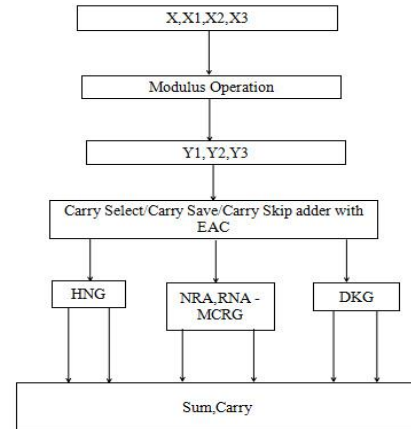 X,X1,X2,X3
Modulus Operation
Y1,Y2,Y3
Carry Select/Carry Save/Carry Skip adder with
EAC
HNG
NRA,RNA -
MCRG
DKG
Sum,Carry